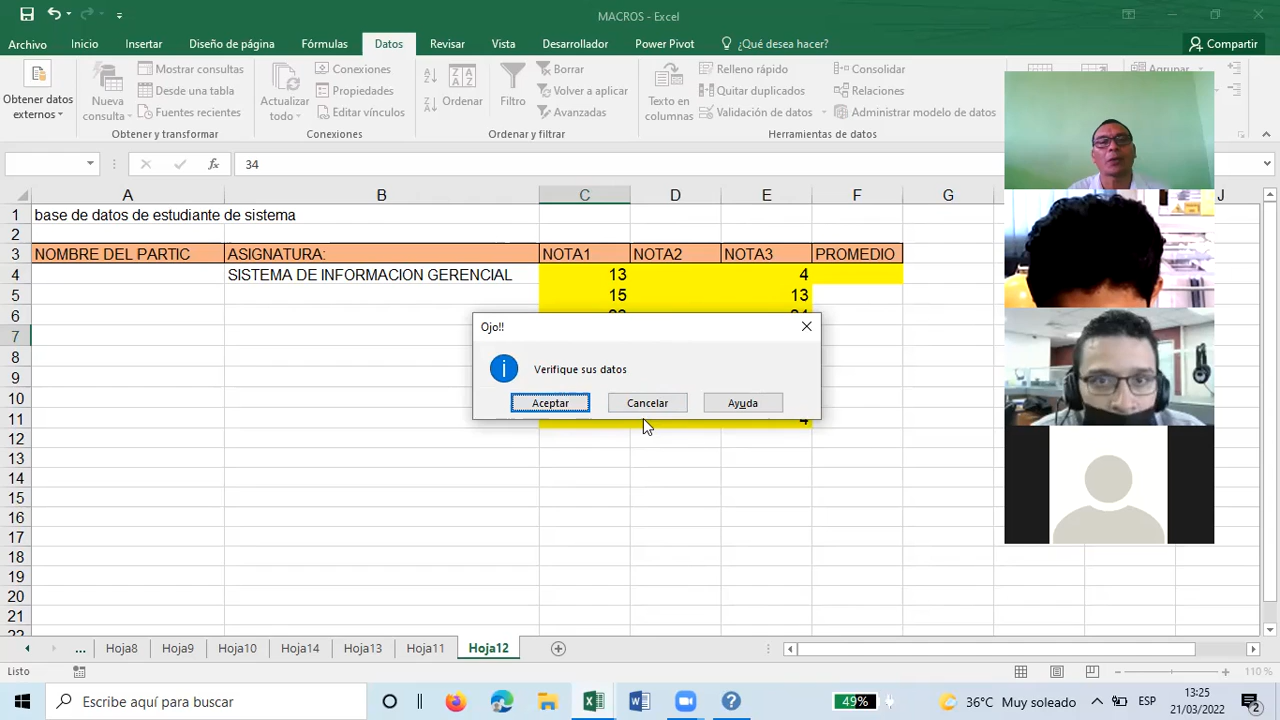 MACROS - Excel
Archivo Inicio Insertar Diseño de página Fórmulas Datos Revisar Vista Desarrollador Power Pivot ¿Qué desea hacer? Compartir
Obtener datos externos
Nueva consulta
Mostrar consultas
Desde una tabla
Fuentes recientes
Obtener y transformar
Actualizar todo
Conexiones
Propiedades
Editar vínculos
Conexiones
Ordenar
Filtro
Borrar
Volver a aplicar
Avanzadas
Ordenar y filtrar
Texto en columnas
Relleno rápido
Quitar duplicados
Validación de datos
Consolidar
Relaciones
Administrar modelo de datos
Herramientas de datos
Agrupar
34
A B C D E F G J
1 base de datos de estudiante de sistema
2
3 NOMBRE DEL PARTIC ASIGNATURA: NOTA1 NOTA2 NOTA3 PROMEDIO
4 SISTEMA DE INFORMACION GERENCIAL 13 4
5 15 13
6
7
8
9
10
11 4
12
13
14
15
16
17
18
19
20
21
22
Ojo!!
Verifique sus datos
Aceptar Cancelar Ayuda
... Hoja8 Hoja9 Hoja10 Hoja14 Hoja13 Hoja11 Hoja12
Listo 110 %
Escribe aquí para buscar
49%
36°C Muy soleado
ESP
13:25
21/03/2022
2